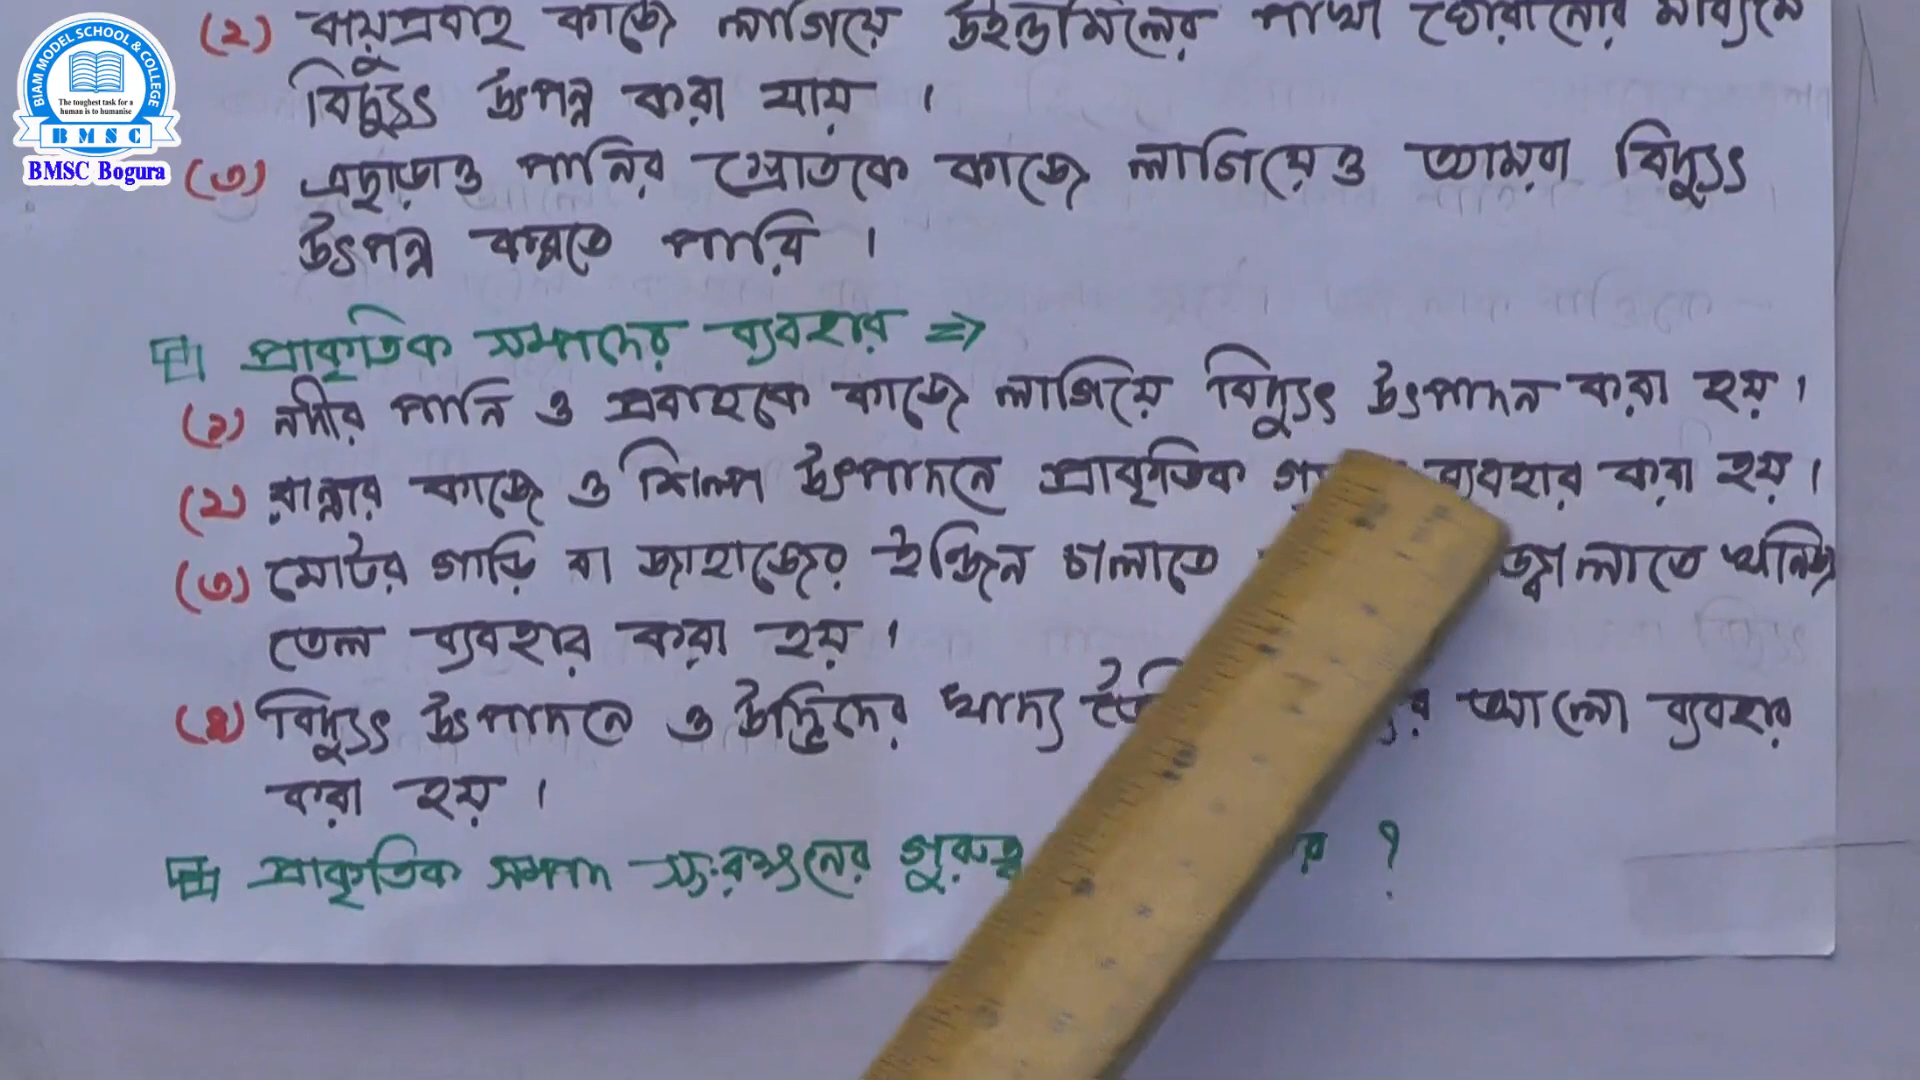 BIAM MODEL SCHOOL & COLLEGE
The toughest task for a
human is to humanise
BMSC
BMSC Bogura
(২) বায়ুপ্রবাহ কাজে লাগিয়ে উইন্ডমিলের পাখা ঘোরানোর মাধ্যমে
বিদ্যুৎ উৎপন্ন করা যায় ।
(৩) এছাড়াও পানির স্রোতকে কাজে লাগিয়েও আমরা বিদ্যুৎ
উৎপন্ন করতে পারি ।
প্রাকৃতিক সম্পদের ব্যবহার ⇒
(১) নদীর পানি ও প্রবাহকে কাজে লাগিয়ে বিদ্যুৎ উৎপাদন করা হয় ।
(২) রান্নার কাজে ও শিল্প উৎপাদনে প্রাকৃতিক ব্যবহার করা হয় ।
(৩) মোটর গাড়ি বা জাহাজের ইঞ্জিন চালাতে জ্বালাতে খনিজ
তেল ব্যবহার করা হয় ।
(৪) বিদ্যুৎ উৎপাদনে ও উদ্ভিদের খাদ্য আলো ব্যবহার
করা হয় ।
প্রাকৃতিক সম্পদ সংরক্ষণের গুরুত্ব ?